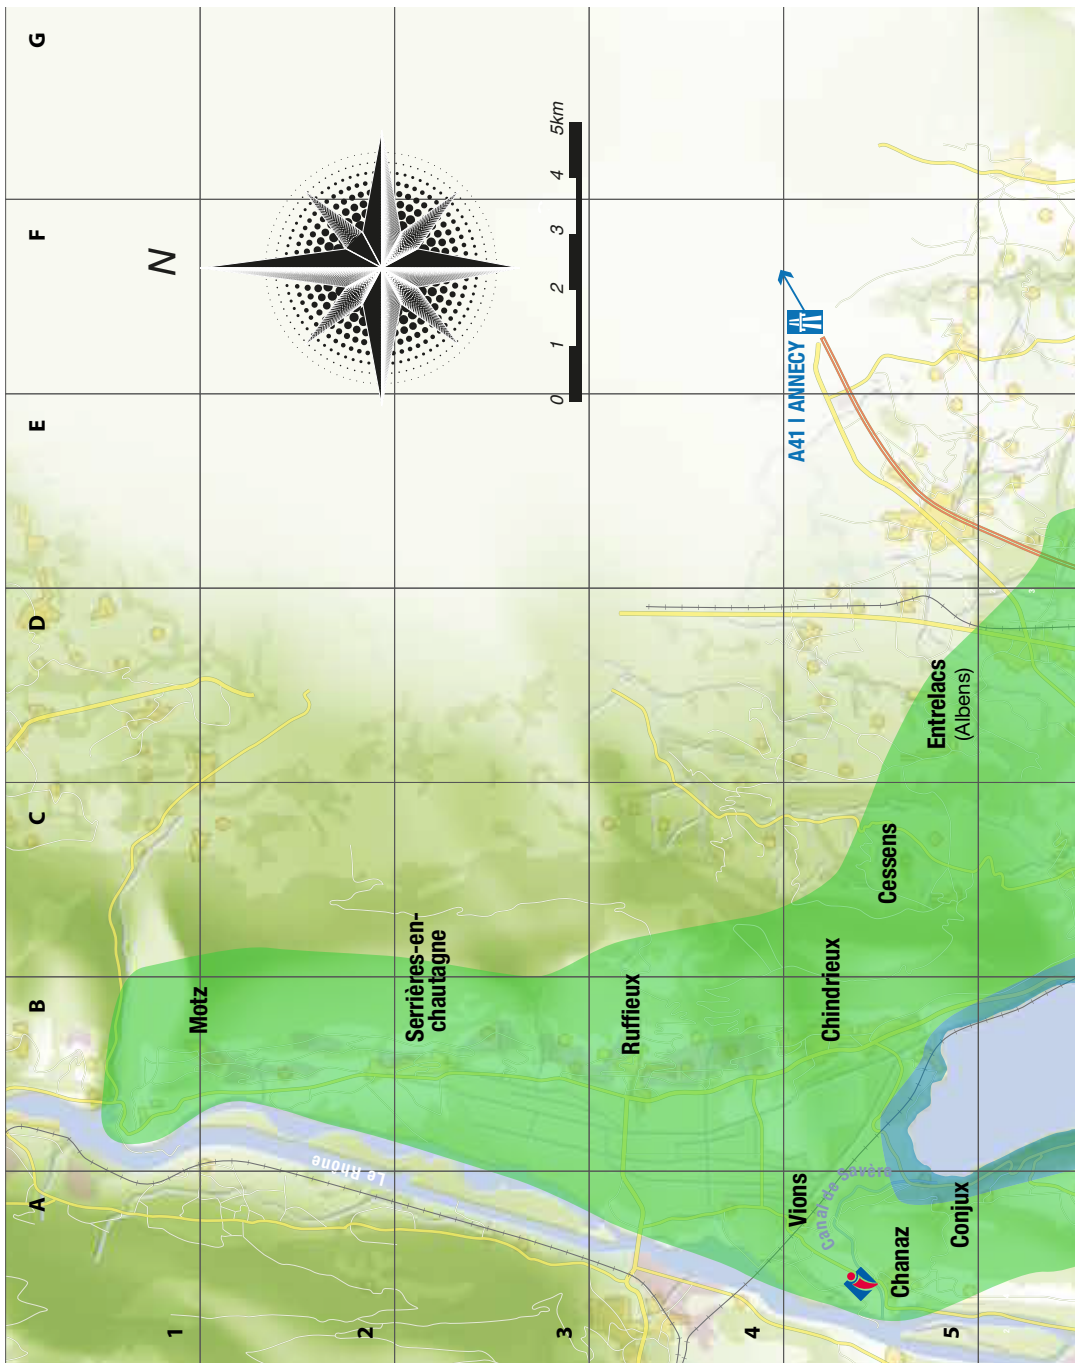 A
B
C
D
E
F
G
1
2
3
4
5
N
0 1 2 3 4 5km
Motz
Serrières-en-
chautagne
Le Rhône
Ruffieux
Chindrieux
Cessens
Entrelacs
(Albens)
A41 I ANNECY
Vions
Canal de Savière
Chanaz
Conjux